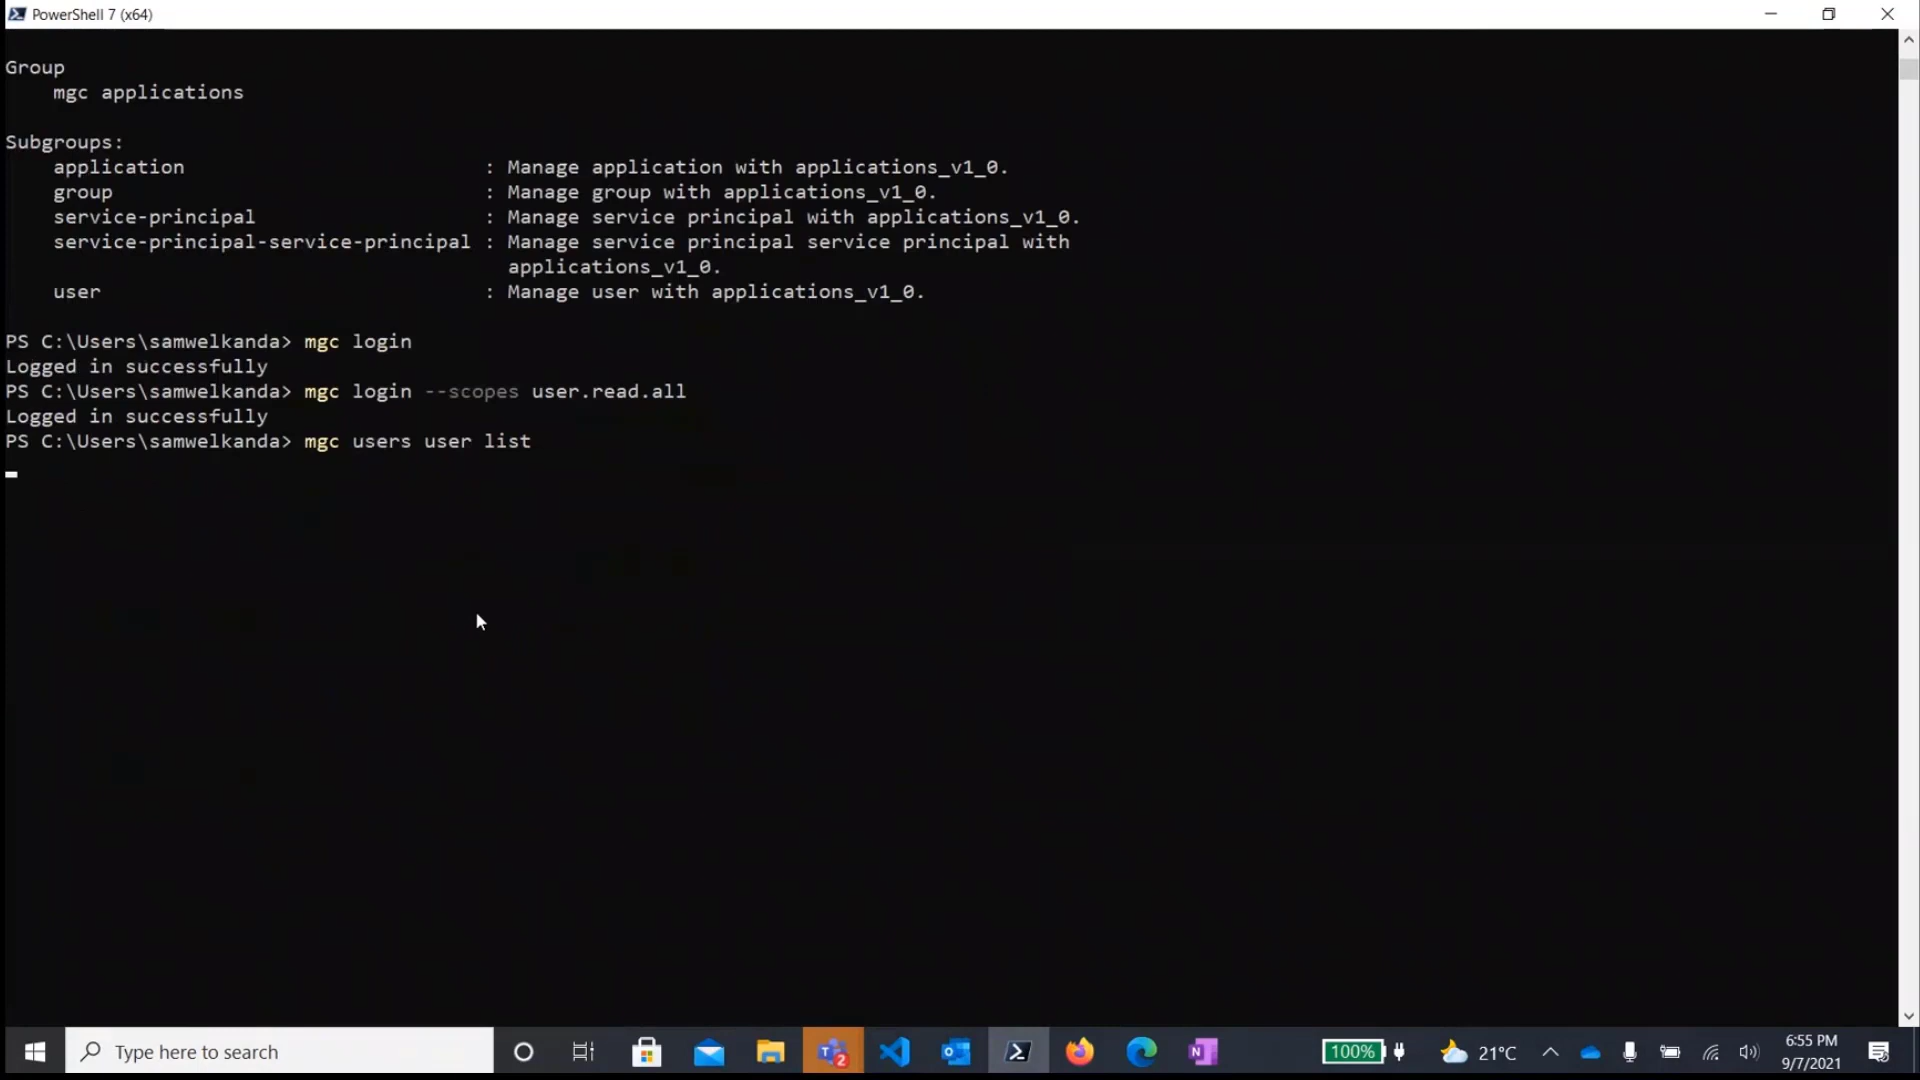 PowerShell 7 (x64)
Group
mgc applications
Subgroups:
application : Manage application with applications_v1_0.
group : Manage group with applications_v1_0.
service-principal : Manage service principal with applications_v1_0.
service-principal-service-principal : Manage service principal service principal with
applications_v1_0.
user : Manage user with applications_v1_0.
PS C:\Users\samwelkanda> mgc login
Logged in successfully
PS C:\Users\samwelkanda> mgc login --scopes user.read.all
Logged in successfully
PS C:\Users\samwelkanda> mgc users user list
Type here to search
2
100%
21°C
6:55 PM
9/7/2021